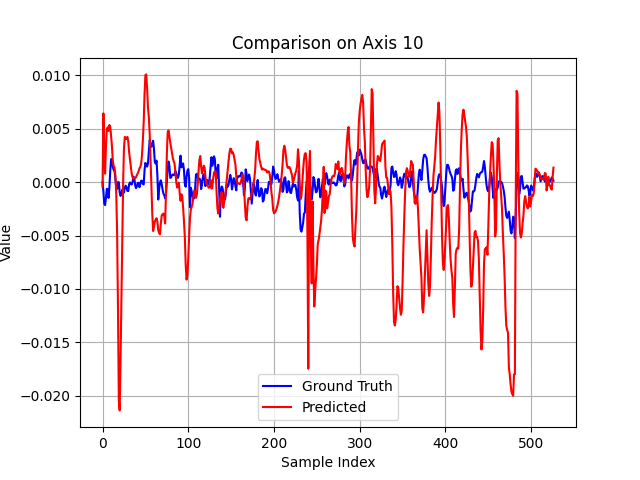 Comparison on Axis 10
0.010
0.005
0.000
−0.005
−0.010
−0.015
−0.020
Value
Ground Truth
Predicted
0 100 200 300 400 500
Sample Index